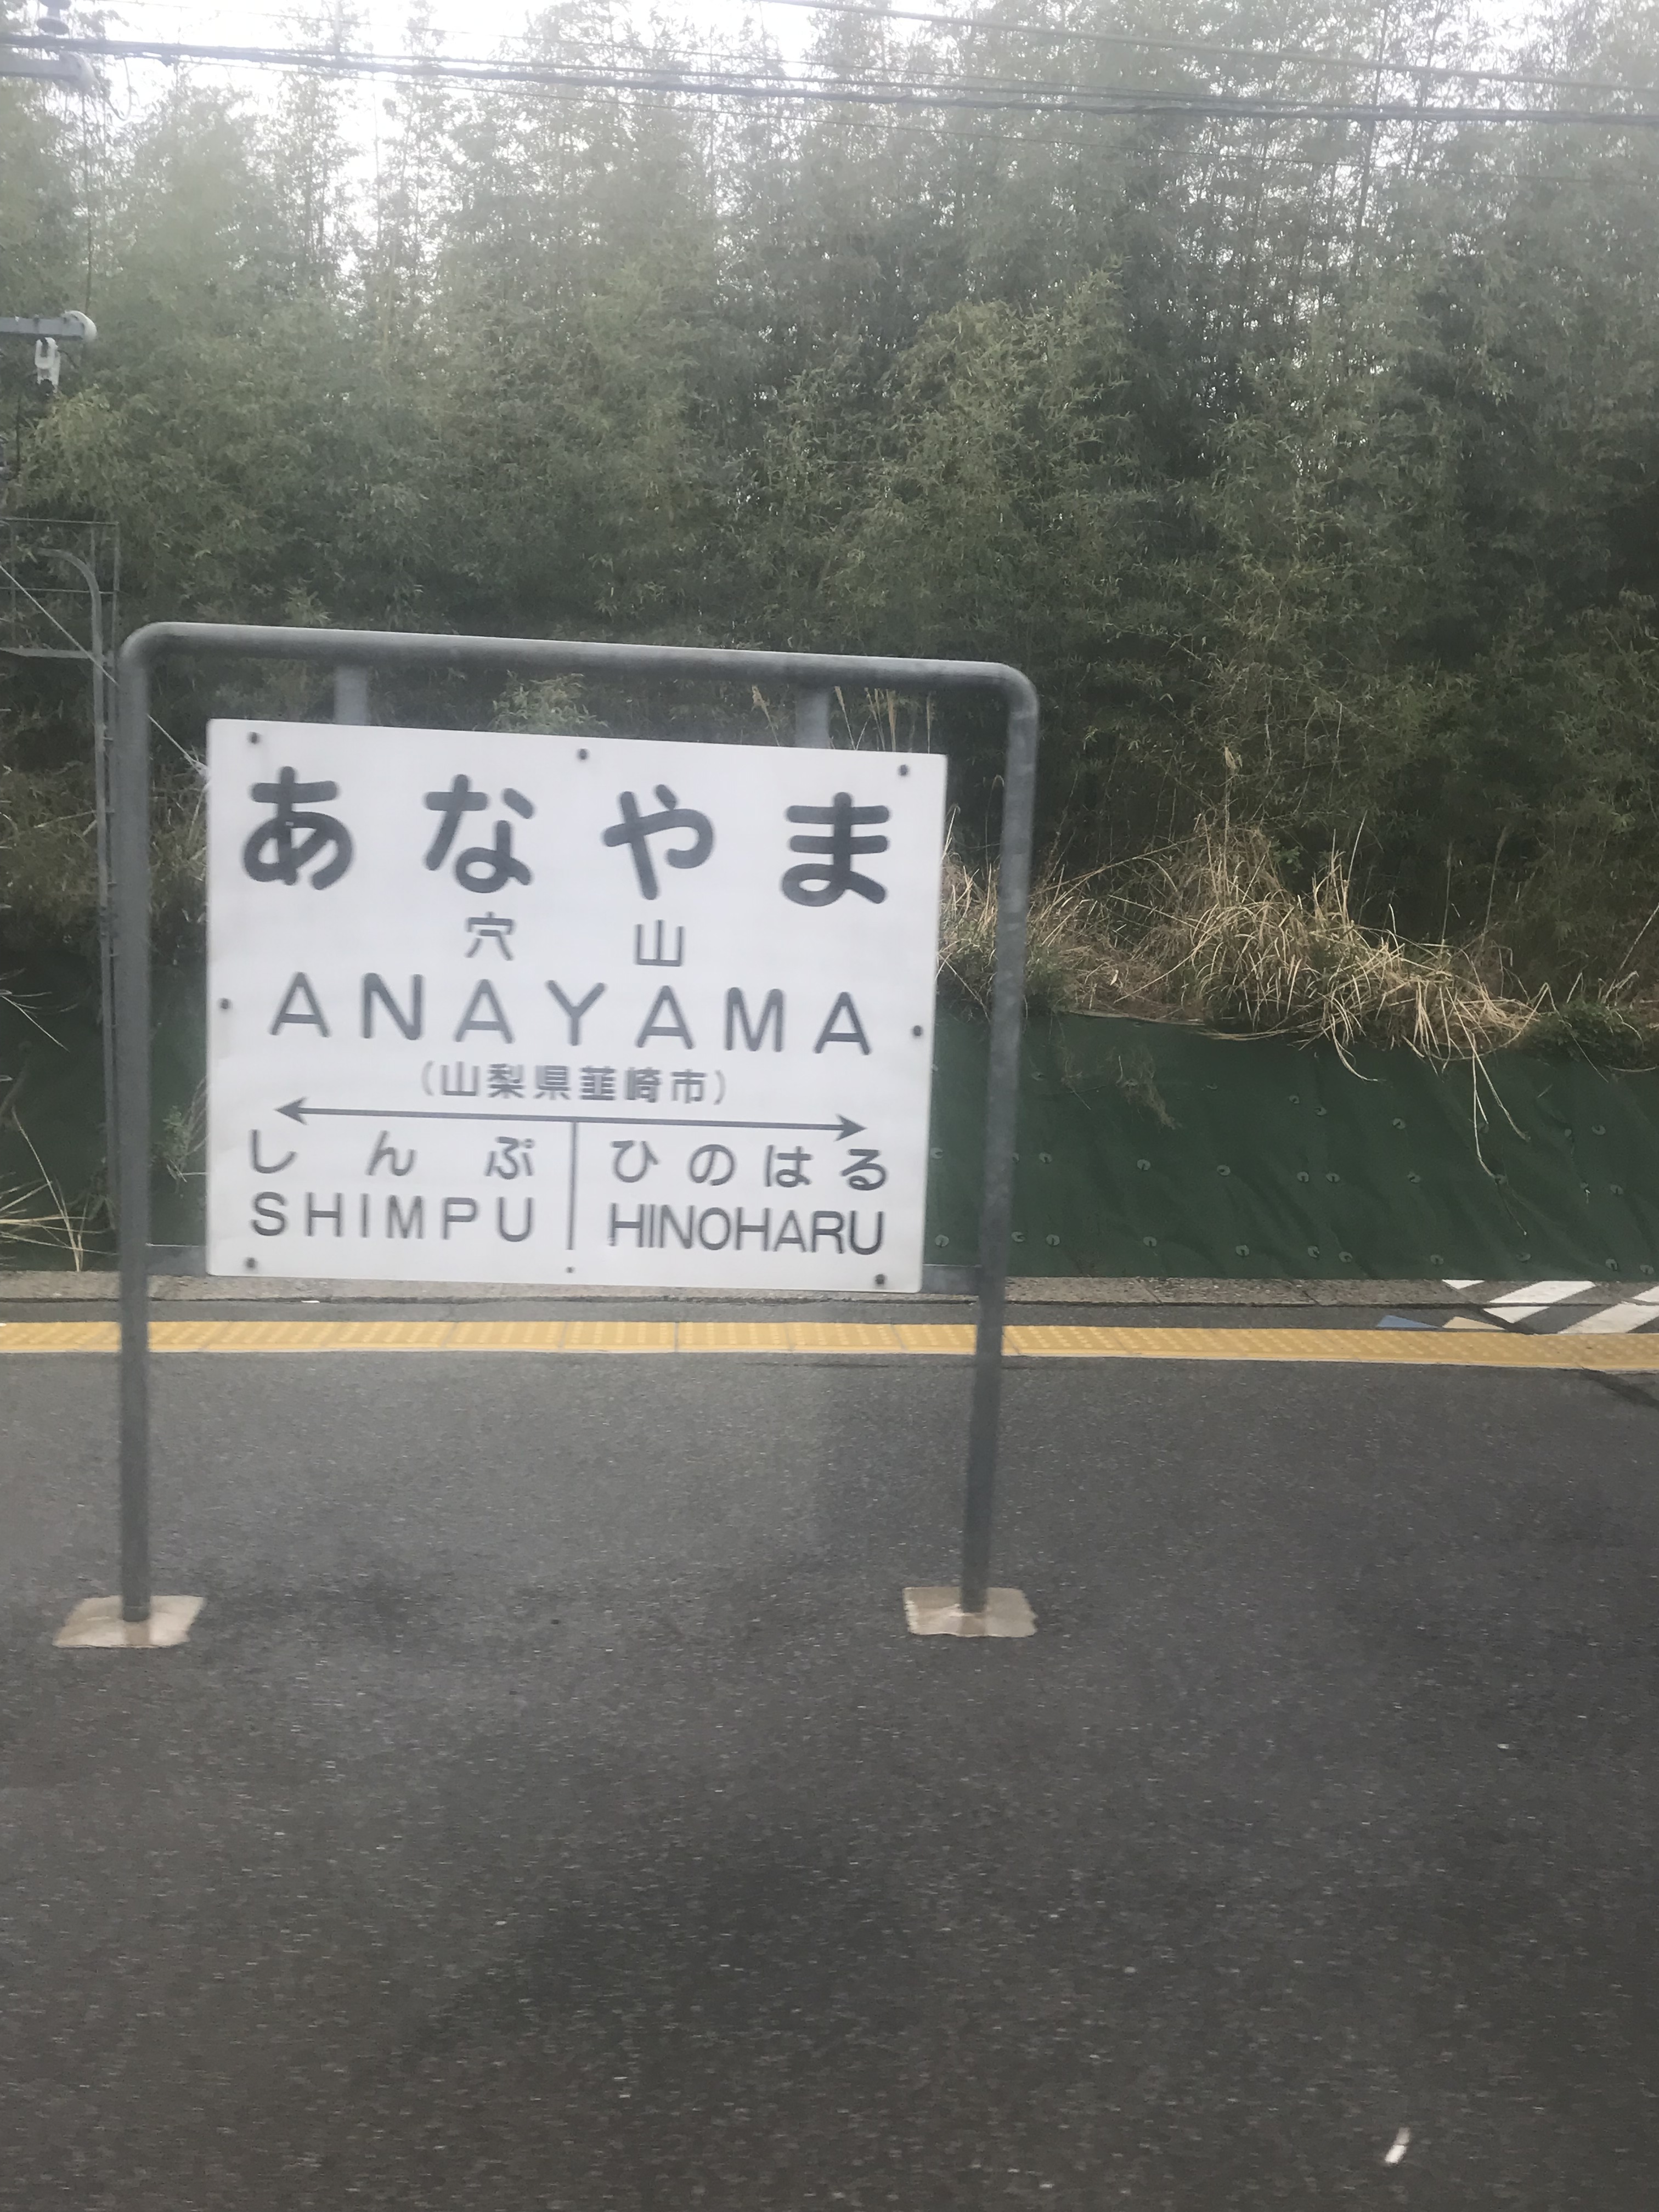 あなやま
穴山
ANAYAMA
(山梨県韮崎市)
しんぷ ひのはる
SHIMPU HINOHARU